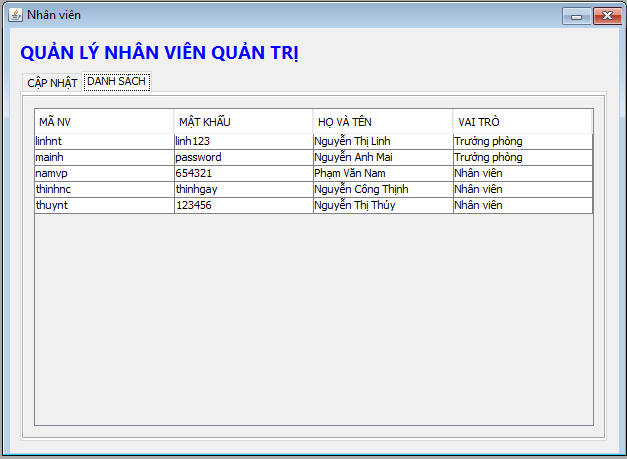 Nhân viên
QUẢN LÝ NHÂN VIÊN QUẢN TRỊ
CẬP NHẬT DANH SÁCH
MÃ NV MẬT KHẨU HỌ VÀ TÊN VAI TRÒ
linhnt linh123 Nguyễn Thị Linh Trưởng phòng
mainh password Nguyễn Anh Mai Trưởng phòng
namvp 654321 Phạm Văn Nam Nhân viên
thinhnc thinhgay Nguyễn Công Thịnh Nhân viên
thuynt 123456 Nguyễn Thị Thúy Nhân viên